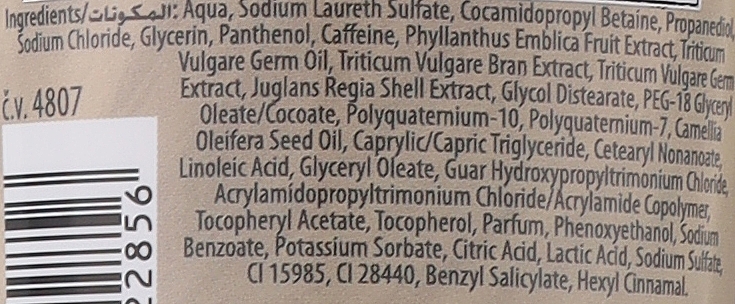 Ingredients/المكونات: Aqua, Sodium Laureth Sulfate, Cocamidopropyl Betaine, Propanediol,
Sodium Chloride, Glycerin, Panthenol, Caffeine, Phyllanthus Emblica Fruit Extract, Triticum
Vulgare Germ Oil, Triticum Vulgare Bran Extract, Triticum Vulgare Germ
Extract, Juglans Regia Shell Extract, Glycol Distearate, PEG-18 Glyceryl
Oleate/Cocoate, Polyquaternium-10, Polyquaternium-7, Camellia
Oleifera Seed Oil, Caprylic/Capric Triglyceride, Cetearyl Nonanoate,
Linoleic Acid, Glyceryl Oleate, Guar Hydroxypropyltrimonium Chloride,
Acrylamidopropyltrimonium Chloride/Acrylamide Copolymer,
Tocopheryl Acetate, Tocopherol, Parfum, Phenoxyethanol, Sodium
Benzoate, Potassium Sorbate, Citric Acid, Lactic Acid, Sodium Sulfate,
CI 15985, CI 28440, Benzyl Salicylate, Hexyl Cinnamal.
č.v. 4807
22856